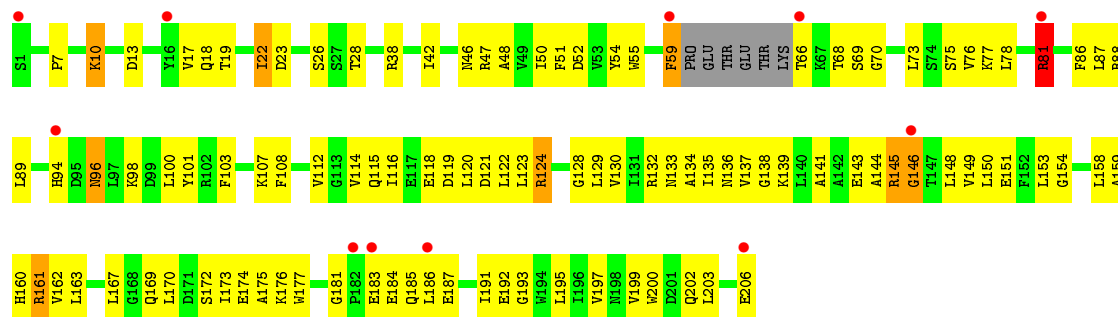 S1 P7 K10 D13 Y16 V17 Q18 T19 I22 D23 S26 S27 T28 R38 I42 N46 R47 A48 V49 I50 F51 D52 V53 Y54 W55 F59 PRO GLU THR GLU THR LYS T66 K67 T68 S69 G70 L73 S74 S75 V76 K77 L78 R81 F86 L87 R88
L89 H94 D95 N96 L97 K98 D99 L100 Y101 R102 F103 K107 F108 V112 G113 V114 Q115 I116 E117 E118 D119 L120 D121 L122 L123 R124 G128 L129 V130 I131 R132 N133 A134 I135 N136 V137 G138 K139 L140 A141 A142 E143 A144 R145 G146 T147 L148 V149 L150 E151 F152 L153 G154 L158 A159
H160 R161 V162 L163 L167 G168 Q169 L170 D171 S172 I173 E174 A175 K176 W177 G181 P182 E183 E184 Q185 L186 E187 I191 E192 G193 W194 L195 I196 V197 N198 V199 W200 D201 Q202 L203 E206